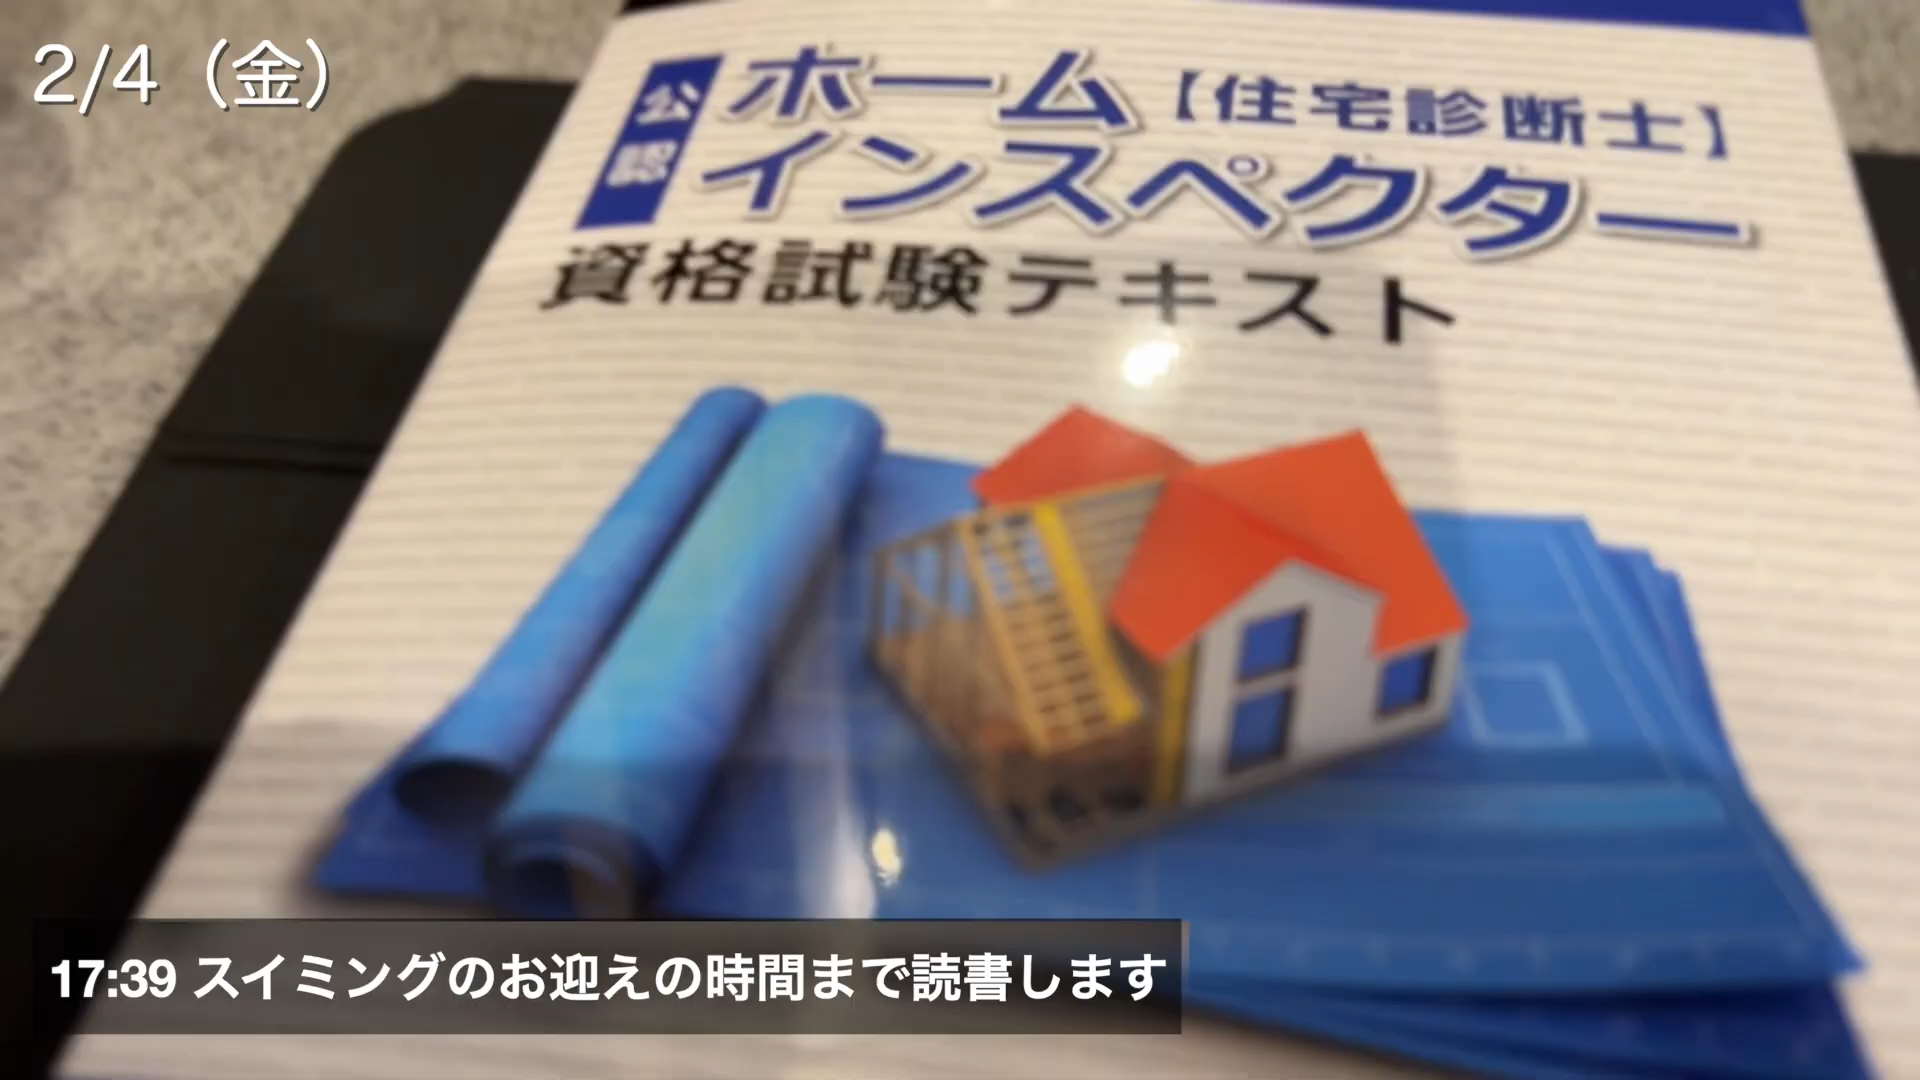 2/4（金）
公認
ホーム【住宅診断士】
インスペクター
資格試験テキスト
17:39 スイミングのお迎えの時間まで読書します